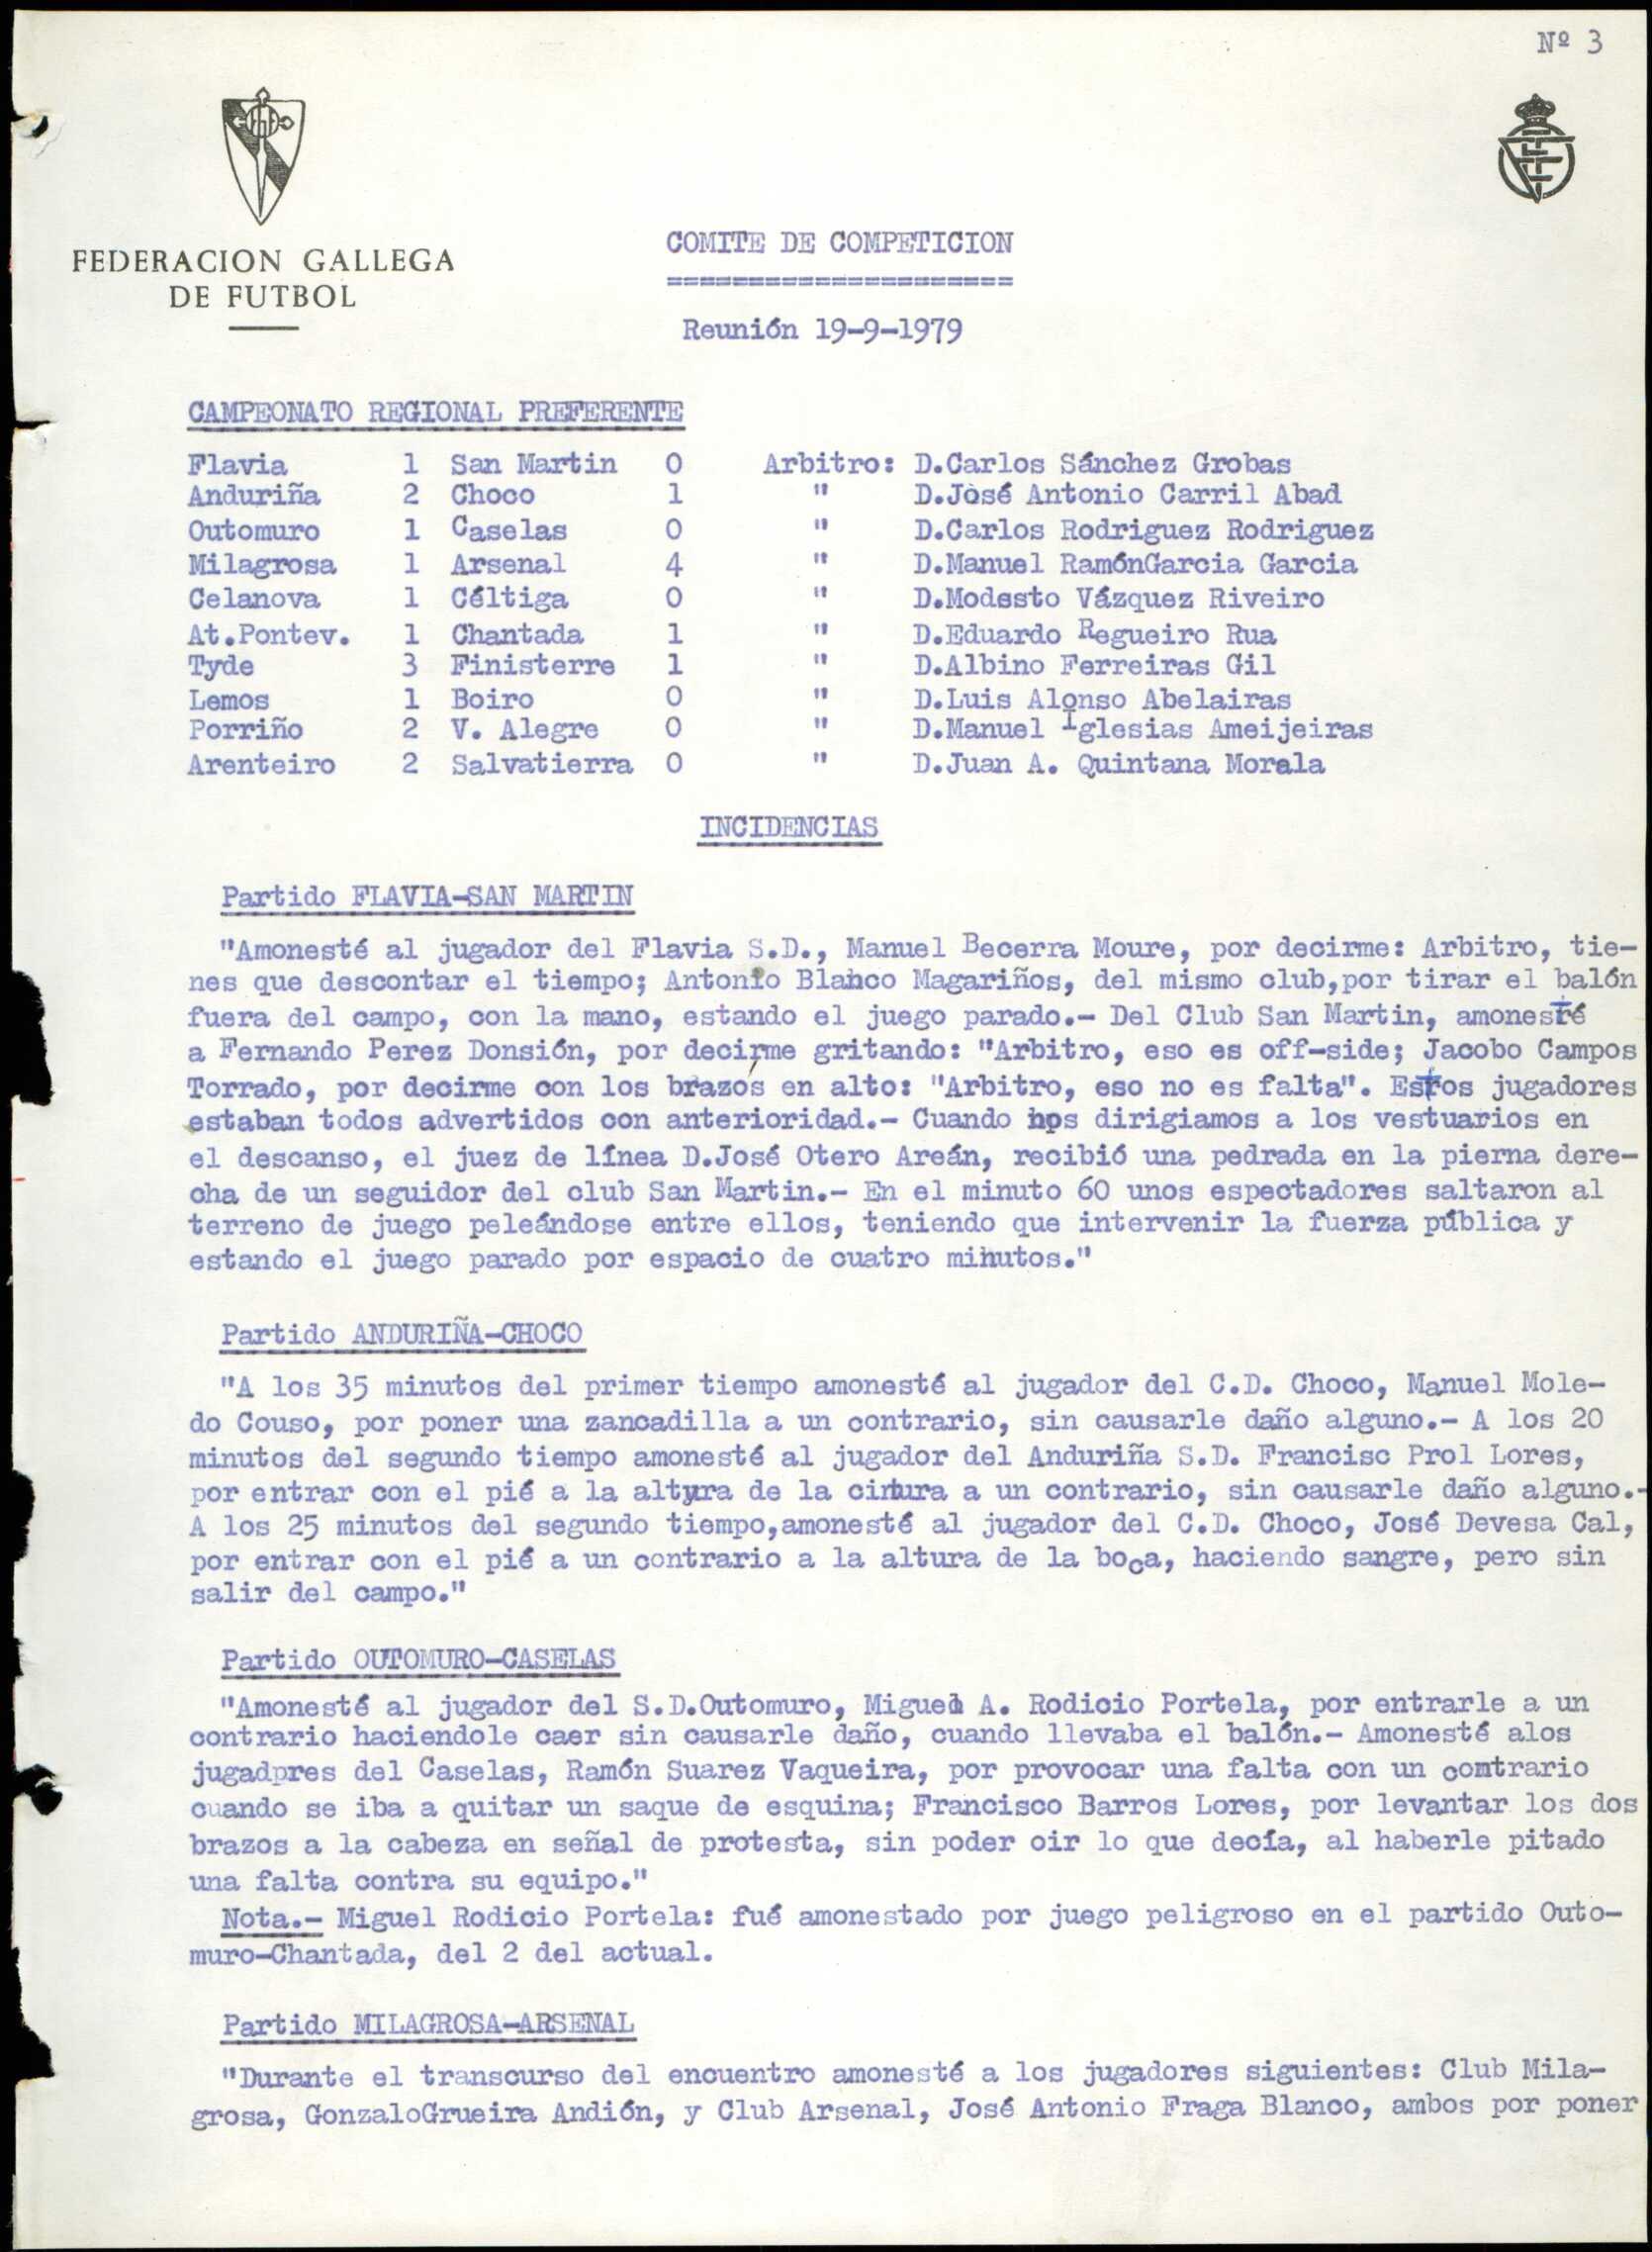 Nº 3
FEDERACION GALLEGA
DE FUTBOL
COMITE DE COMPETICION
=====================
Reunión 19-9-1979
CAMPEONATO REGIONAL PREFERENTE
Flavia 1 San Martin 0 Arbitro: D.Carlos Sánchez Grobas
Anduriña 2 Choco 1 " D.José Antonio Carril Abad
Outomuro 1 Caselas 0 " D.Carlos Rodriguez Rodriguez
Milagrosa 1 Arsenal 4 " D.Manuel RamónGarcia Garcia
Celanova 1 Céltiga 0 " D.Modesto Vázquez Riveiro
At.Pontev. 1 Chantada 1 " D.Eduardo Regueiro Rua
Tyde 3 Finisterre 1 " D.Albino Ferreiras Gil
Lemos 1 Boiro 0 " D.Luis Alonso Abelairas
Porriño 2 V. Alegre 0 " D.Manuel Iglesias Ameijeiras
Arenteiro 2 Salvatierra 0 " D.Juan A. Quintana Morala
INCIDENCIAS
Partido FLAVIA-SAN MARTIN
"Amonesté al jugador del Flavia S.D., Manuel Becerra Moure, por decirme: Arbitro, tie-
nes que descontar el tiempo; Antonio Blanco Magariños, del mismo club,por tirar el balón
fuera del campo, con la mano, estando el juego parado.- Del Club San Martin, amonesté
a Fernando Perez Donsión, por decirme gritando: "Arbitro, eso es off-side; Jacobo Campos
Torrado, por decirme con los brazos en alto: "Arbitro, eso no es falta". Estos jugadores
estaban todos advertidos con anterioridad.- Cuando nos dirigiamos a los vestuarios en
el descanso, el juez de línea D.José Otero Areán, recibió una pedrada en la pierna dere-
cha de un seguidor del club San Martin.- En el minuto 60 unos espectadores saltaron al
terreno de juego peleándose entre ellos, teniendo que intervenir la fuerza pública y
estando el juego parado por espacio de cuatro minutos."
Partido ANDURIÑA-CHOCO
"A los 35 minutos del primer tiempo amonesté al jugador del C.D. Choco, Manuel Mole-
do Couso, por poner una zancadilla a un contrario, sin causarle daño alguno.- A los 20
minutos del segundo tiempo amonesté al jugador del Anduriña S.D. Francisc Prol Lores,
por entrar con el pié a la altura de la cintura a un contrario, sin causarle daño alguno.-
A los 25 minutos del segundo tiempo,amonesté al jugador del C.D. Choco, José Devesa Cal,
por entrar con el pié a un contrario a la altura de la boca, haciendo sangre, pero sin
salir del campo."
Partido OUTOMURO-CASELAS
"Amonesté al jugador del S.D.Outomuro, Miguel A. Rodicio Portela, por entrarle a un
contrario haciendole caer sin causarle daño, cuando llevaba el balón.- Amonesté alos
jugadpres del Caselas, Ramón Suarez Vaqueira, por provocar una falta con un contrario
cuando se iba a quitar un saque de esquina; Francisco Barros Lores, por levantar los dos
brazos a la cabeza en señal de protesta, sin poder oir lo que decía, al haberle pitado
una falta contra su equipo."
Nota.- Miguel Rodicio Portela: fué amonestado por juego peligroso en el partido Outo-
muro-Chantada, del 2 del actual.
Partido MILAGROSA-ARSENAL
"Durante el transcurso del encuentro amonesté a los jugadores siguientes: Club Mila-
grosa, GonzaloGrueira Andión, y Club Arsenal, José Antonio Fraga Blanco, ambos por poner